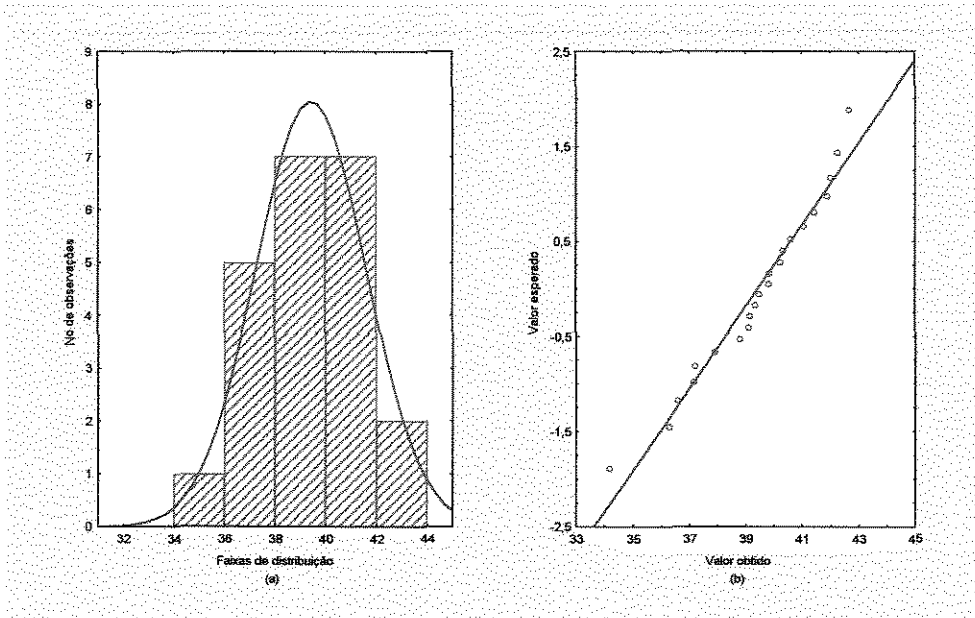 9
8
7
6
5
4
3
2
1
0
No de observações
32 34 36 38 40 42 44
Faixas de distribuição
(a)
2,5
1,5
0,5
-0,5
-1,5
-2,5
Valor esperado
33 35 37 39 41 43 45
Valor obtido
(b)